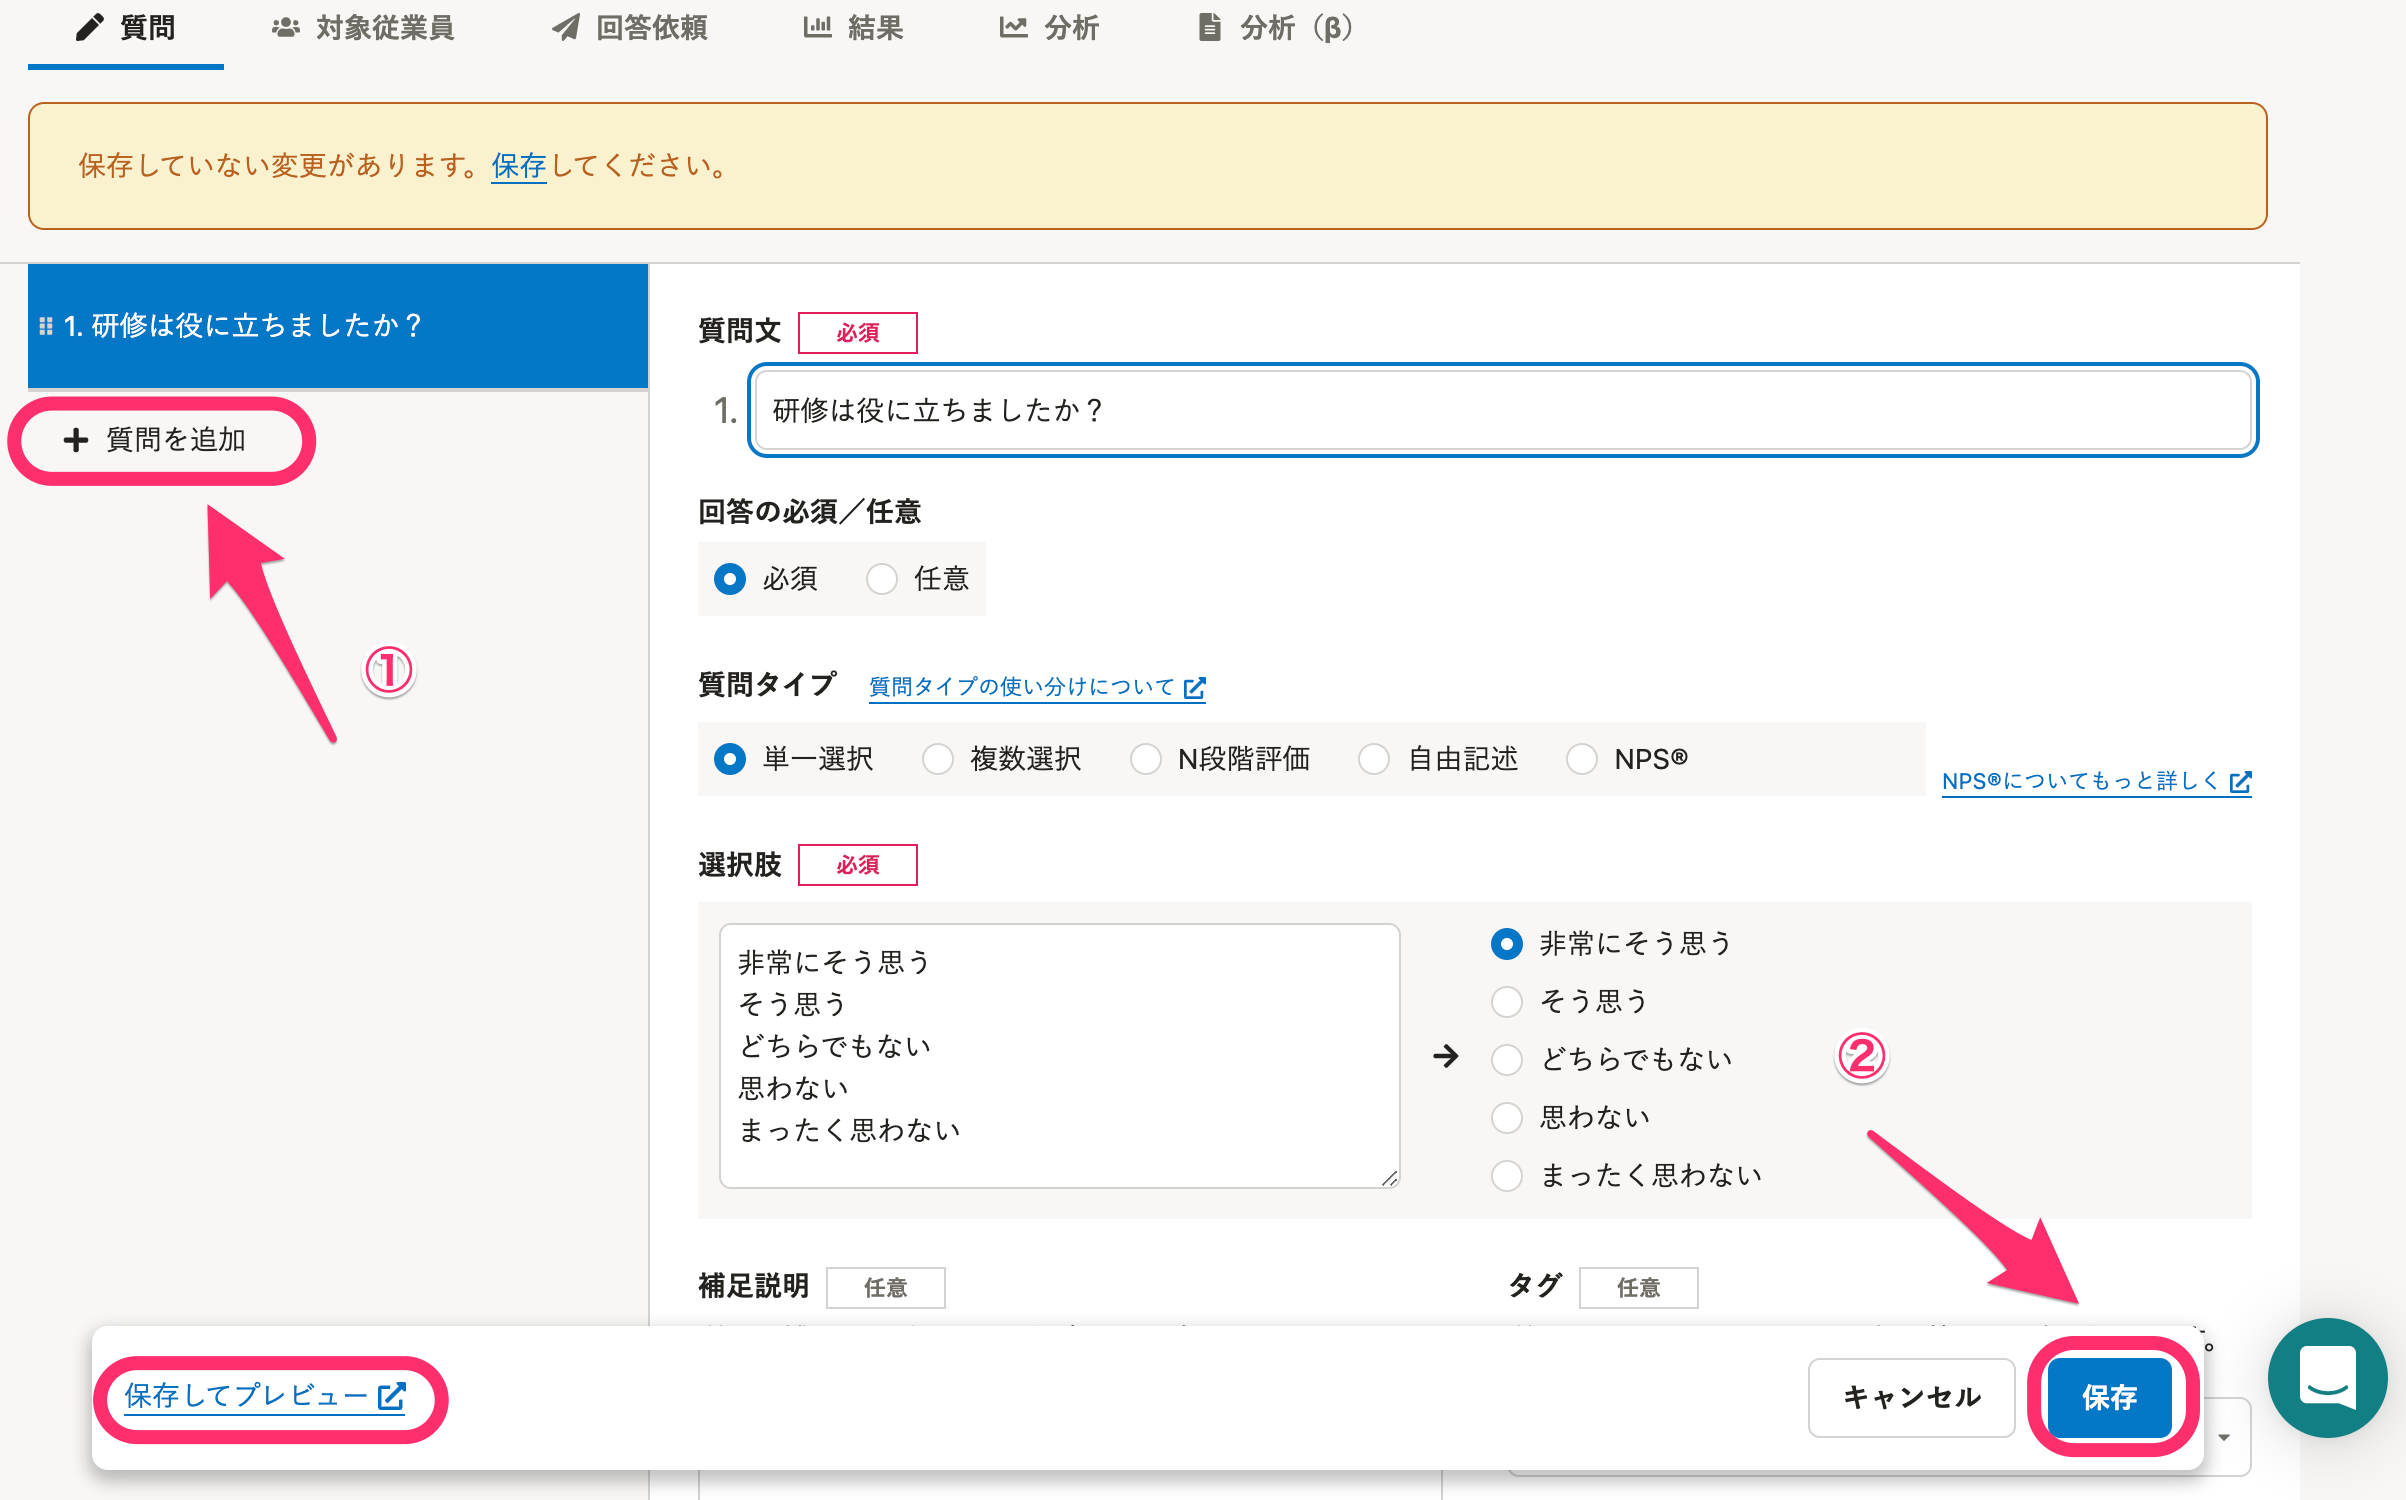 質問
対象従業員
回答依頼
結果
分析
分析（β）
保存していない変更があります。保存してください。
1. 研修は役に立ちましたか？
質問を追加
①
質問文 必須
1. 研修は役に立ちましたか？
回答の必須／任意
必須 任意
質問タイプ 質問タイプの使い分けについて
単一選択 複数選択 N段階評価 自由記述 NPS®
NPS®についてもっと詳しく
選択肢 必須
非常にそう思う
そう思う
どちらでもない
思わない
まったく思わない
非常にそう思う
そう思う
どちらでもない
思わない
まったく思わない
②
補足説明 任意
タグ 任意
保存してプレビュー
キャンセル
保存